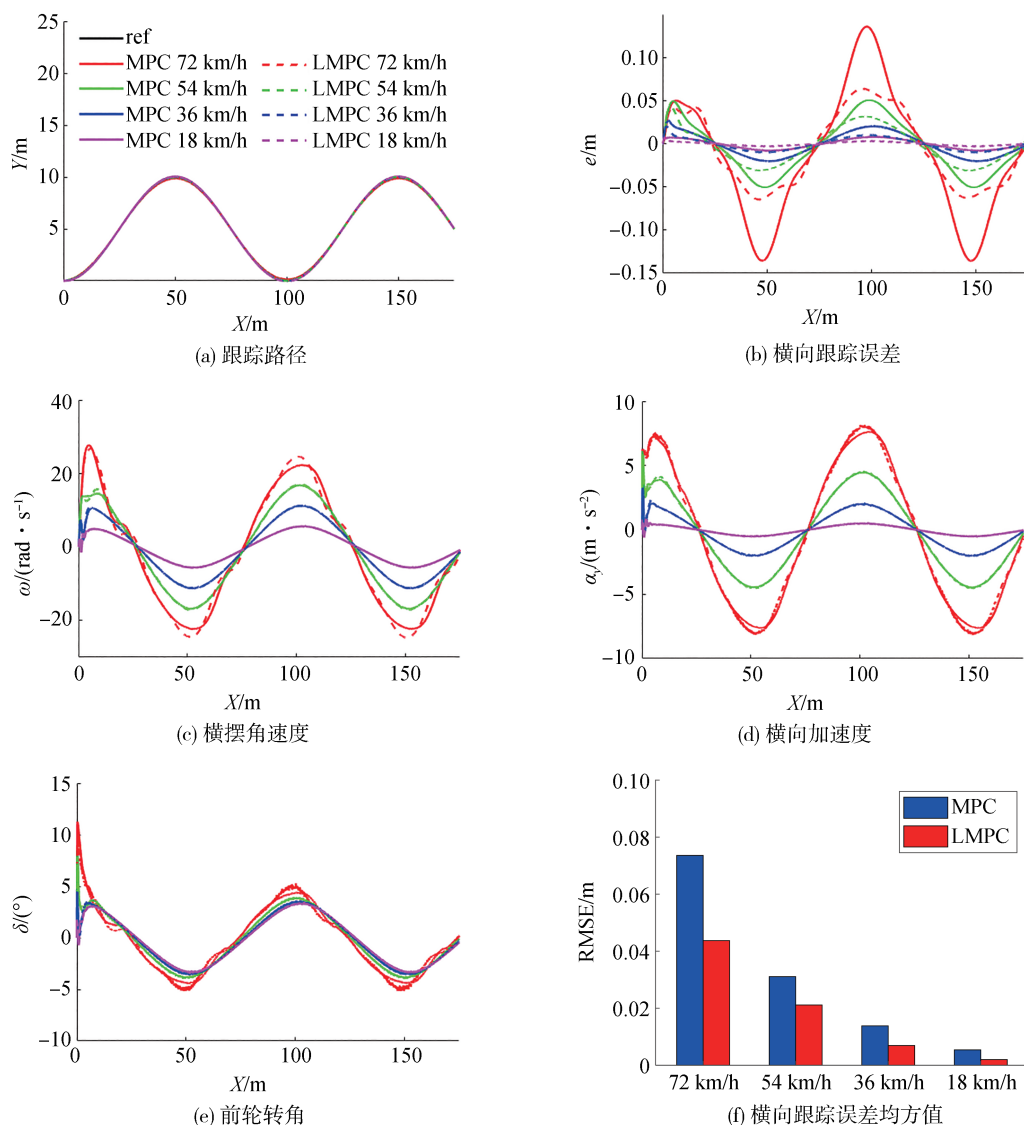 25
20
15
10
5
Y/m
ref
MPC 72 km/h
MPC 54 km/h
MPC 36 km/h
MPC 18 km/h
LMPC 72 km/h
LMPC 54 km/h
LMPC 36 km/h
LMPC 18 km/h
0 50 100 150
X/m
(a) 跟踪路径
0.10
0.05
0
−0.05
−0.10
−0.15
e/m
0 50 100 150
X/m
(b) 横向跟踪误差
40
20
0
−20
ω/(rad·s⁻¹)
0 50 100 150
X/m
(c) 横摆角速度
10
5
0
−5
−10
αy/(m·s⁻²)
0 50 100 150
X/m
(d) 横向加速度
15
10
5
0
−5
−10
δ/(°)
0 50 100 150
X/m
(e) 前轮转角
0.10
0.08
0.06
0.04
0.02
0
RMSE/m
MPC
LMPC
72 km/h 54 km/h 36 km/h 18 km/h
(f) 横向跟踪误差均方值